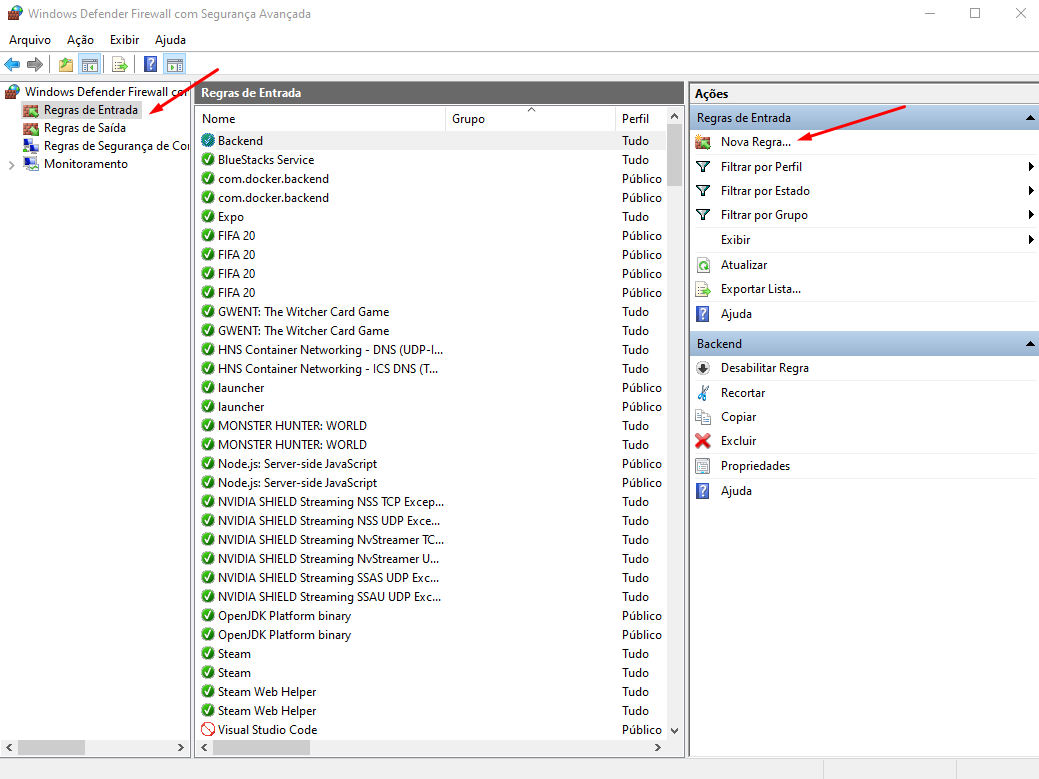 Windows Defender Firewall com Segurança Avançada
Arquivo Ação Exibir Ajuda
Windows Defender Firewall cor
Regras de Entrada
Regras de Saída
Regras de Segurança de Cor
Monitoramento
Regras de Entrada
Nome Grupo Perfil
Backend Tudo
BlueStacks Service Tudo
com.docker.backend Público
com.docker.backend Público
Expo Tudo
FIFA 20 Público
FIFA 20 Público
FIFA 20 Público
FIFA 20 Público
GWENT: The Witcher Card Game Tudo
GWENT: The Witcher Card Game Tudo
HNS Container Networking - DNS (UDP-I... Tudo
HNS Container Networking - ICS DNS (T... Tudo
launcher Público
launcher Público
MONSTER HUNTER: WORLD Tudo
MONSTER HUNTER: WORLD Tudo
Node.js: Server-side JavaScript Público
Node.js: Server-side JavaScript Público
NVIDIA SHIELD Streaming NSS TCP Excep... Tudo
NVIDIA SHIELD Streaming NSS UDP Exce... Tudo
NVIDIA SHIELD Streaming NvStreamer TC... Tudo
NVIDIA SHIELD Streaming NvStreamer U... Tudo
NVIDIA SHIELD Streaming SSAS UDP Exc... Tudo
NVIDIA SHIELD Streaming SSAU UDP Exc... Tudo
OpenJDK Platform binary Público
OpenJDK Platform binary Público
Steam Tudo
Steam Tudo
Steam Web Helper Tudo
Steam Web Helper Tudo
Visual Studio Code Público
Ações
Regras de Entrada
Nova Regra...
Filtrar por Perfil
Filtrar por Estado
Filtrar por Grupo
Exibir
Atualizar
Exportar Lista...
Ajuda
Backend
Desabilitar Regra
Recortar
Copiar
Excluir
Propriedades
Ajuda